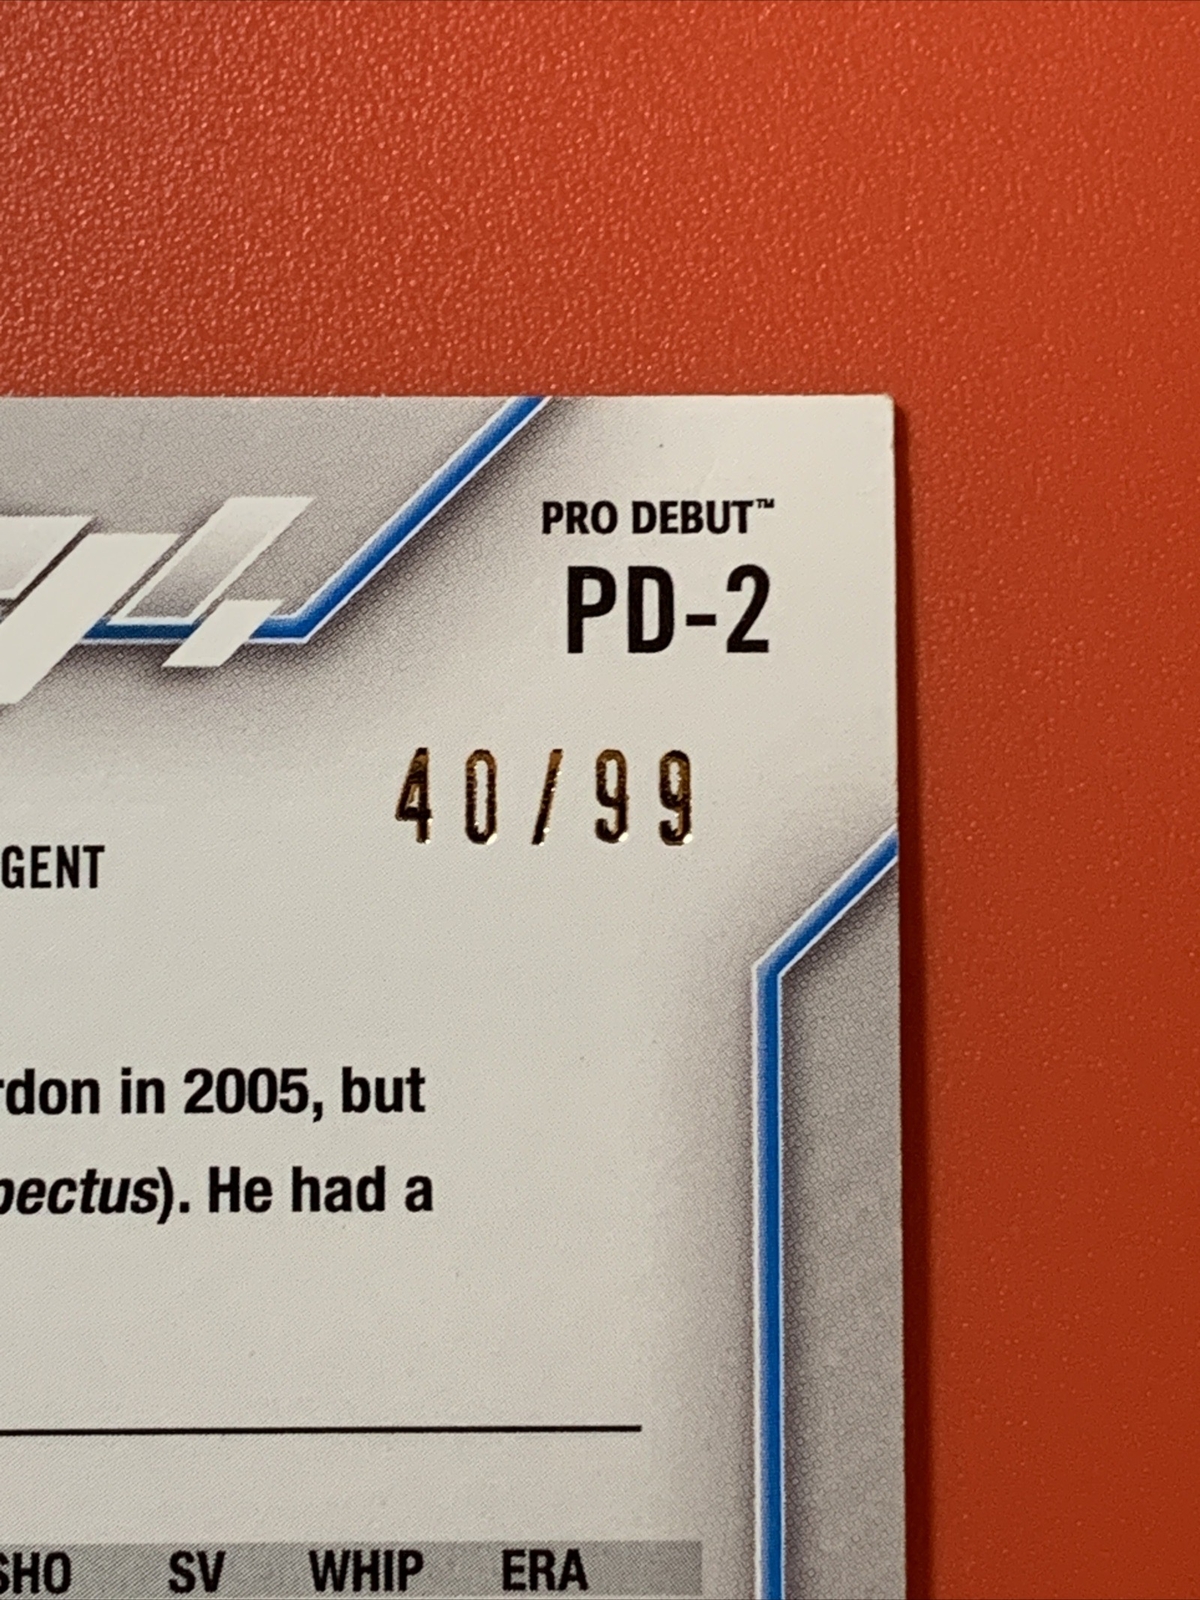 PRO DEBUT™
PD-2
40/99
GENT
rdon in 2005, but
pectus). He had a
SHO SV WHIP ERA